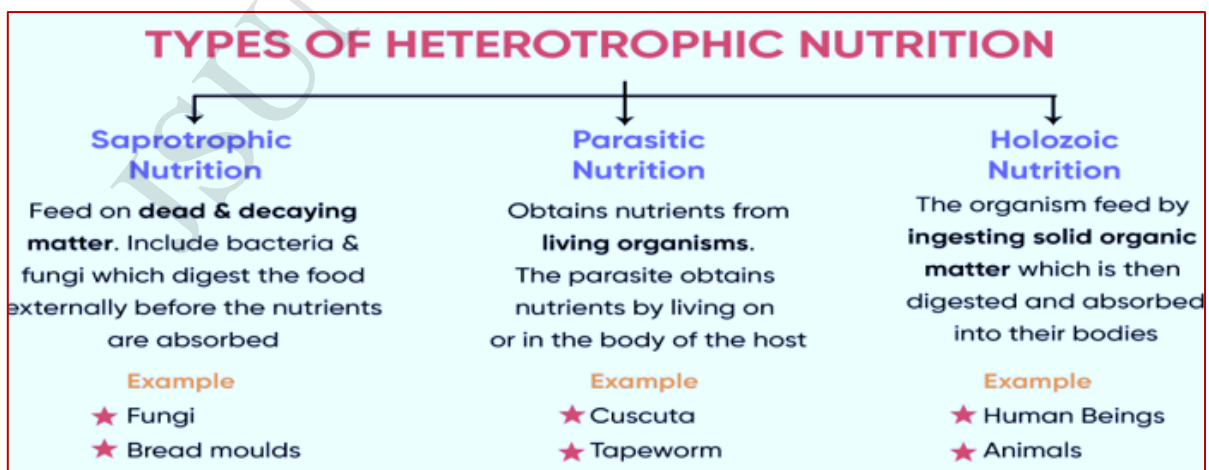 TYPES OF HETEROTROPHIC NUTRITION
Saprotrophic
Nutrition
Feed on dead & decaying
matter. Include bacteria &
fungi which digest the food
externally before the nutrients
are absorbed
Example
Fungi
Bread moulds
Parasitic
Nutrition
Obtains nutrients from
living organisms.
The parasite obtains
nutrients by living on
or in the body of the host
Example
Cuscuta
Tapeworm
Holozoic
Nutrition
The organism feed by
ingesting solid organic
matter which is then
digested and absorbed
into their bodies
Example
Human Beings
Animals